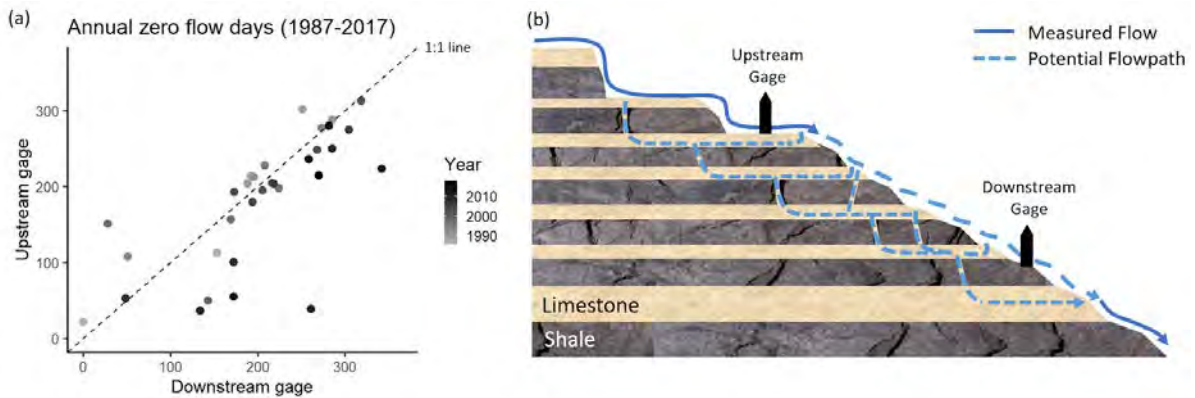 (a)
Annual zero flow days (1987-2017)
1:1 line
300
200
100
0
Upstream gage
0
100
200
300
Downstream gage
Year
2010
2000
1990
(b)
Measured Flow
Potential Flowpath
Upstream
Gage
Downstream
Gage
Limestone
Shale